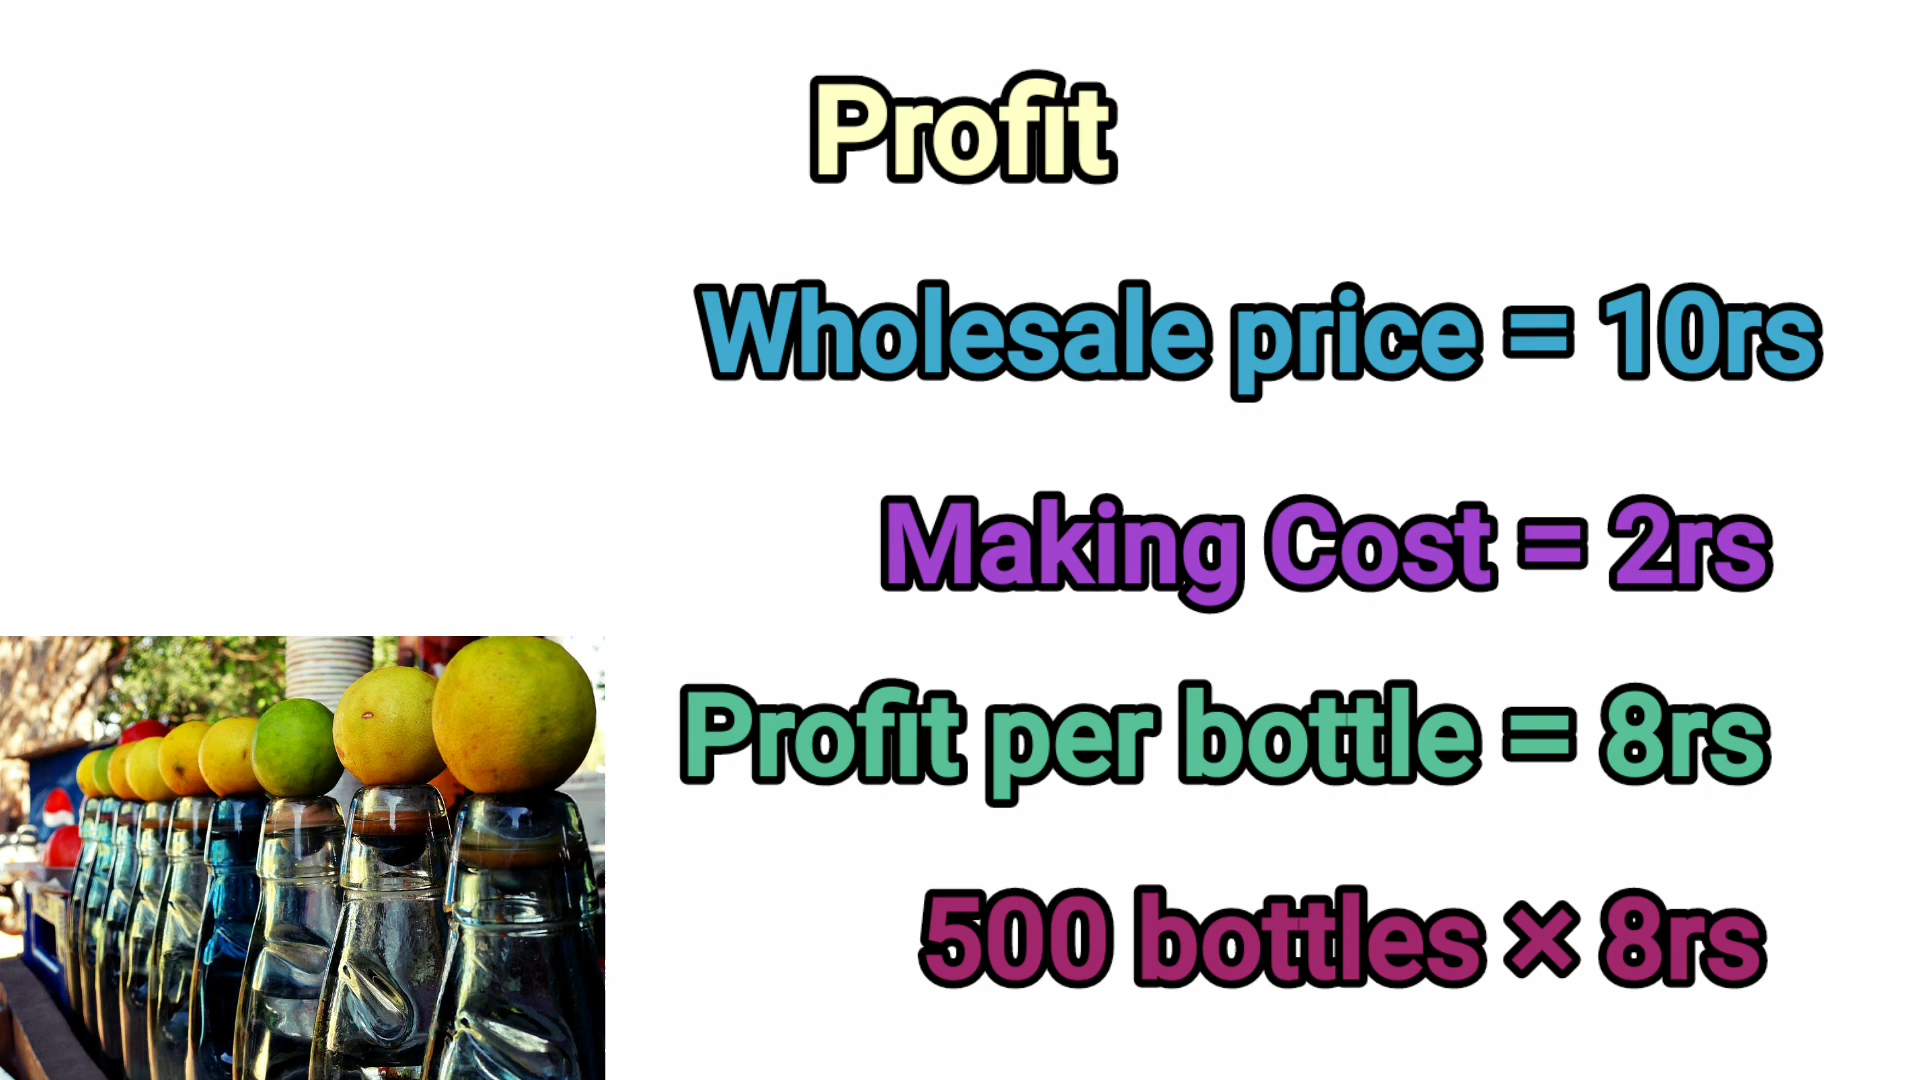 Profit
Wholesale price = 10rs
Making Cost = 2rs
Profit per bottle = 8rs
500 bottles × 8rs